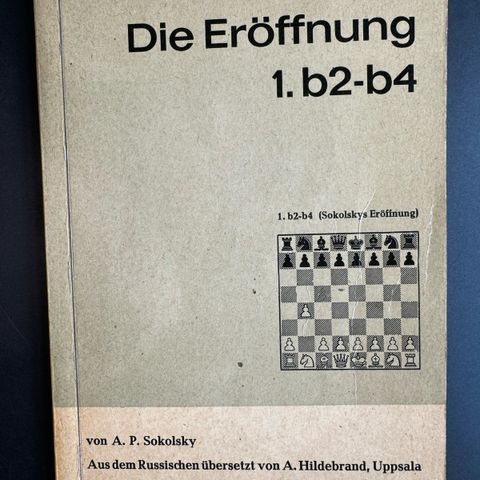 Die Eröffnung
1. b2-b4
1. b2-b4 (Sokolskys Eröffnung)
von A. P. Sokolsky
Aus dem Russischen übersetzt von A. Hildebrand, Uppsala